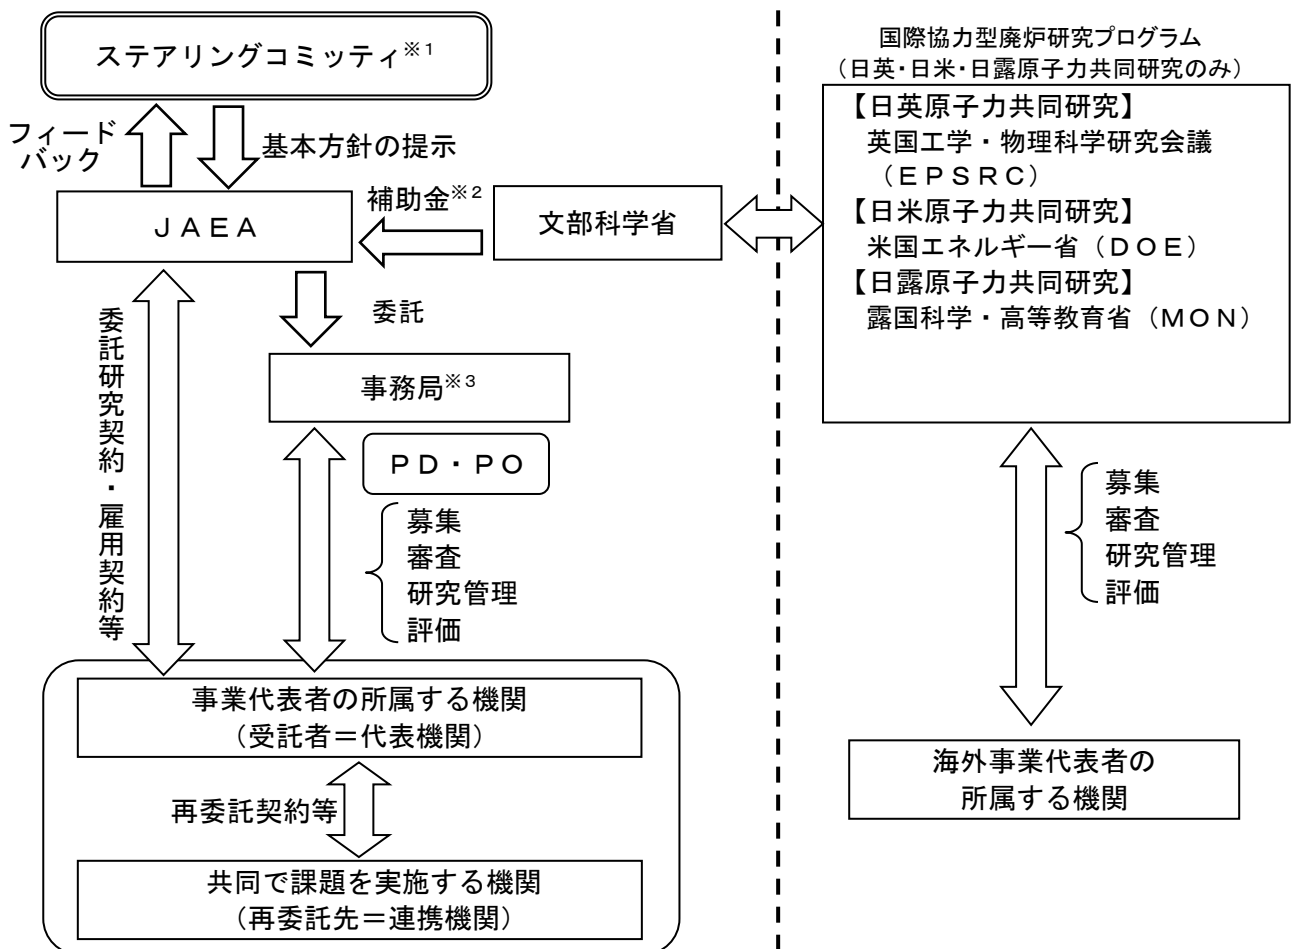 ステアリングコミッティ※1
フィード
バック
基本方針の提示
JAEA
補助金※2
文部科学省
委託
事務局※3
PD・PO
募集
審査
研究管理
評価
委託研究契約・雇用契約等
事業代表者の所属する機関
(受託者=代表機関)
再委託契約等
共同で課題を実施する機関
(再委託先=連携機関)
国際協力型廃炉研究プログラム
(日英・日米・日露原子力共同研究のみ)
【日英原子力共同研究】
英国工学・物理科学研究会議
(EPSRC)
【日米原子力共同研究】
米国エネルギー省(DOE)
【日露原子力共同研究】
露国科学・高等教育省(MON)
募集
審査
研究管理
評価
海外事業代表者の
所属する機関